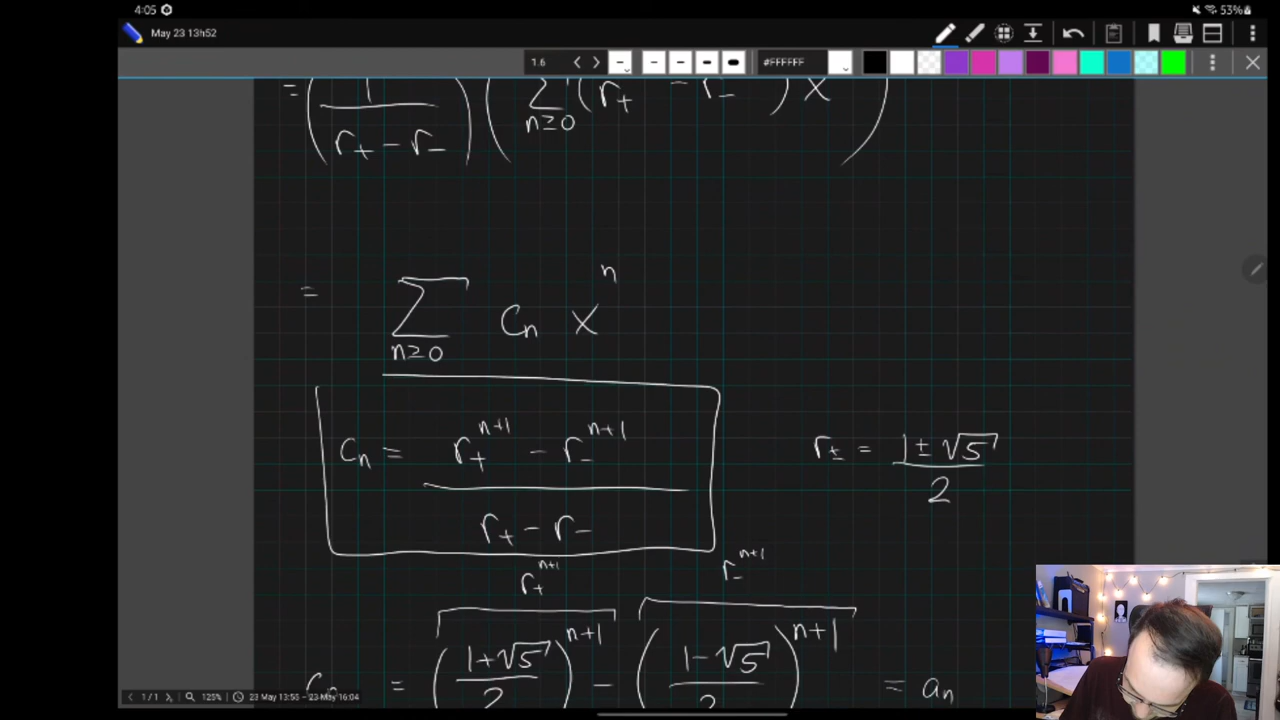 4:05 53%
May 23 13h52
1.6 #FFFFFF
= (1 / (r₊ − r₋)) (∑_{n≥0} (r₊ − r₋) x)
= ∑_{n≥0} cₙ xⁿ
cₙ = (r₊ⁿ⁺¹ − r₋ⁿ⁺¹) / (r₊ − r₋)
r± = (1 ± √5) / 2
r₊ⁿ⁺¹ r₋ⁿ⁺¹
= ((1+√5)/2)ⁿ⁺¹ − ((1−√5)/2)ⁿ⁺¹ = aₙ
1/1 125% 23 May 13:55 – 23 May 16:04